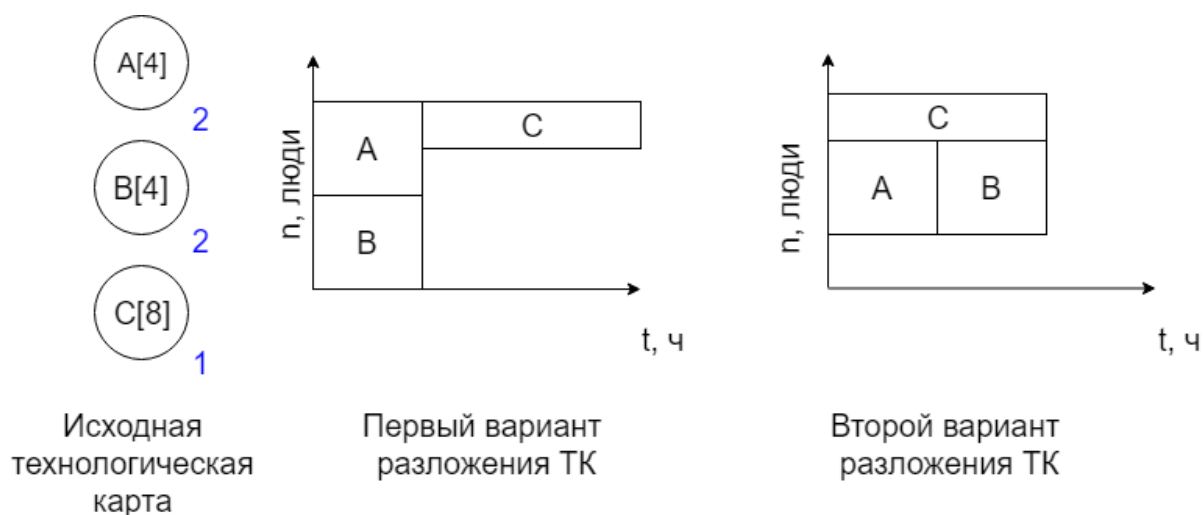 A[4]
2
B[4]
2
C[8]
1
Исходная
технологическая
карта
n, люди
A
B
C
t, ч
Первый вариант
разложения ТК
n, люди
C
A
B
t, ч
Второй вариант
разложения ТК